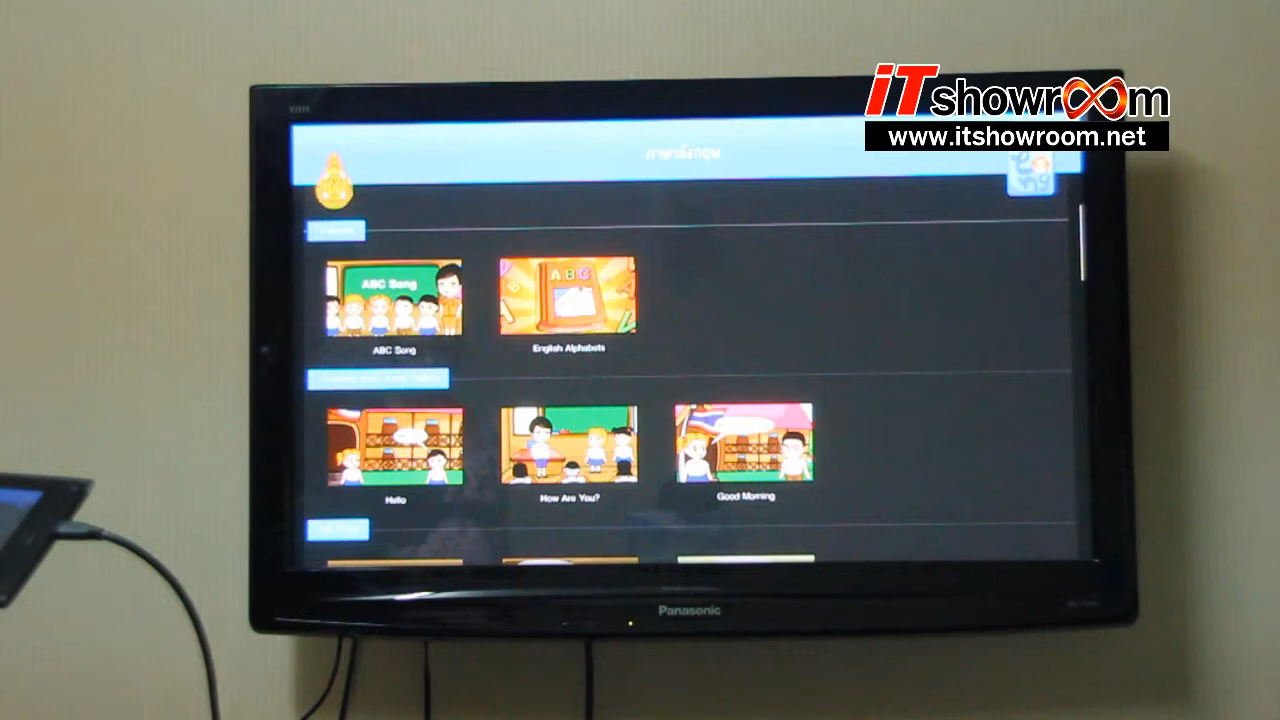 iTshowroom
www.itshowroom.net
ภาษาอังกฤษ
ABC Song
ABC
ABC Song
English Alphabets
Hello
How Are You?
Good Morning
Panasonic